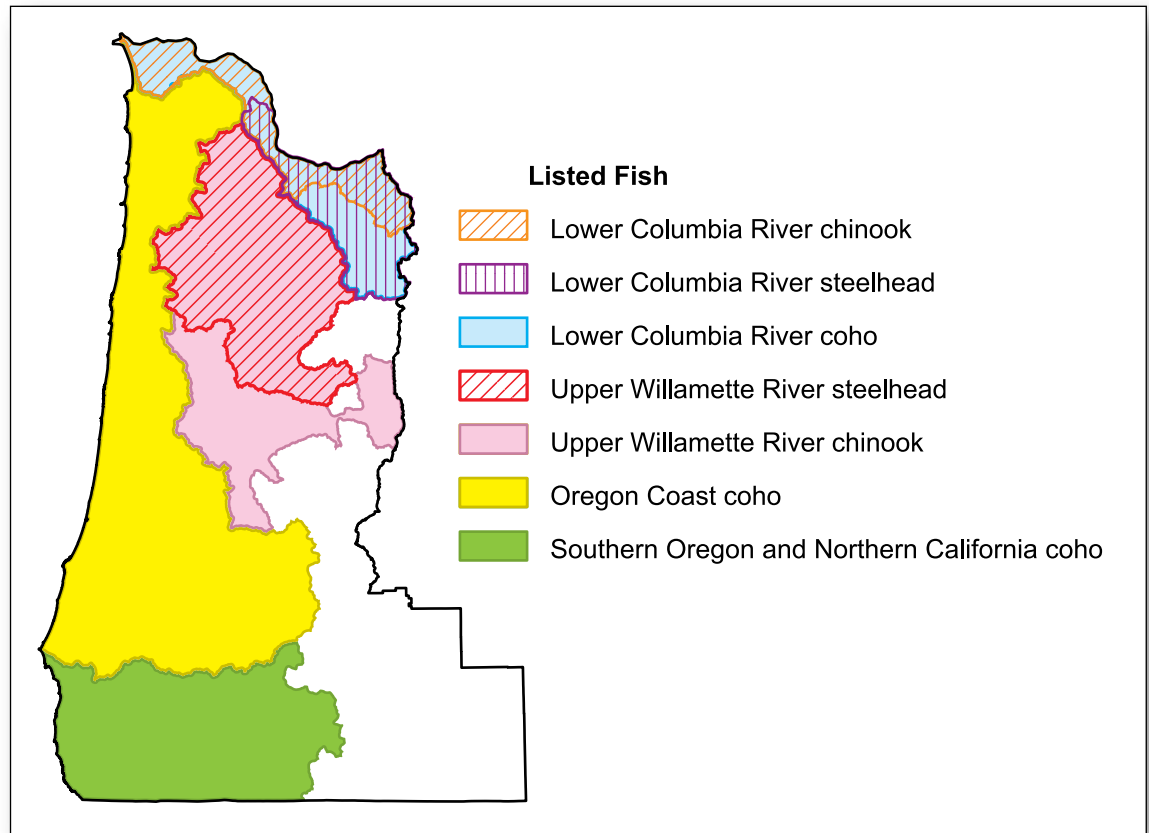 Listed Fish
Lower Columbia River chinook
Lower Columbia River steelhead
Lower Columbia River coho
Upper Willamette River steelhead
Upper Willamette River chinook
Oregon Coast coho
Southern Oregon and Northern California coho